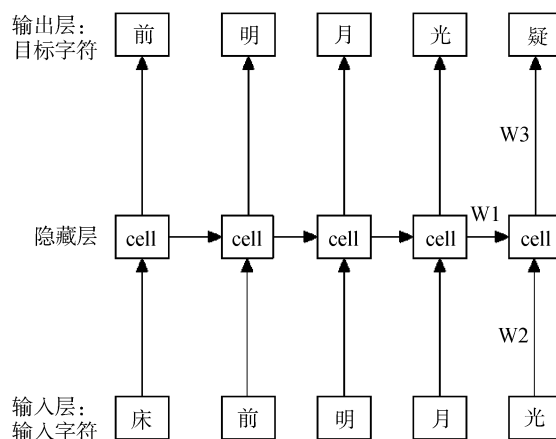 输出层：
目标字符
前 明 月 光 疑
W3
W1
隐藏层
cell cell cell cell cell
W2
输入层：
输入字符
床 前 明 月 光